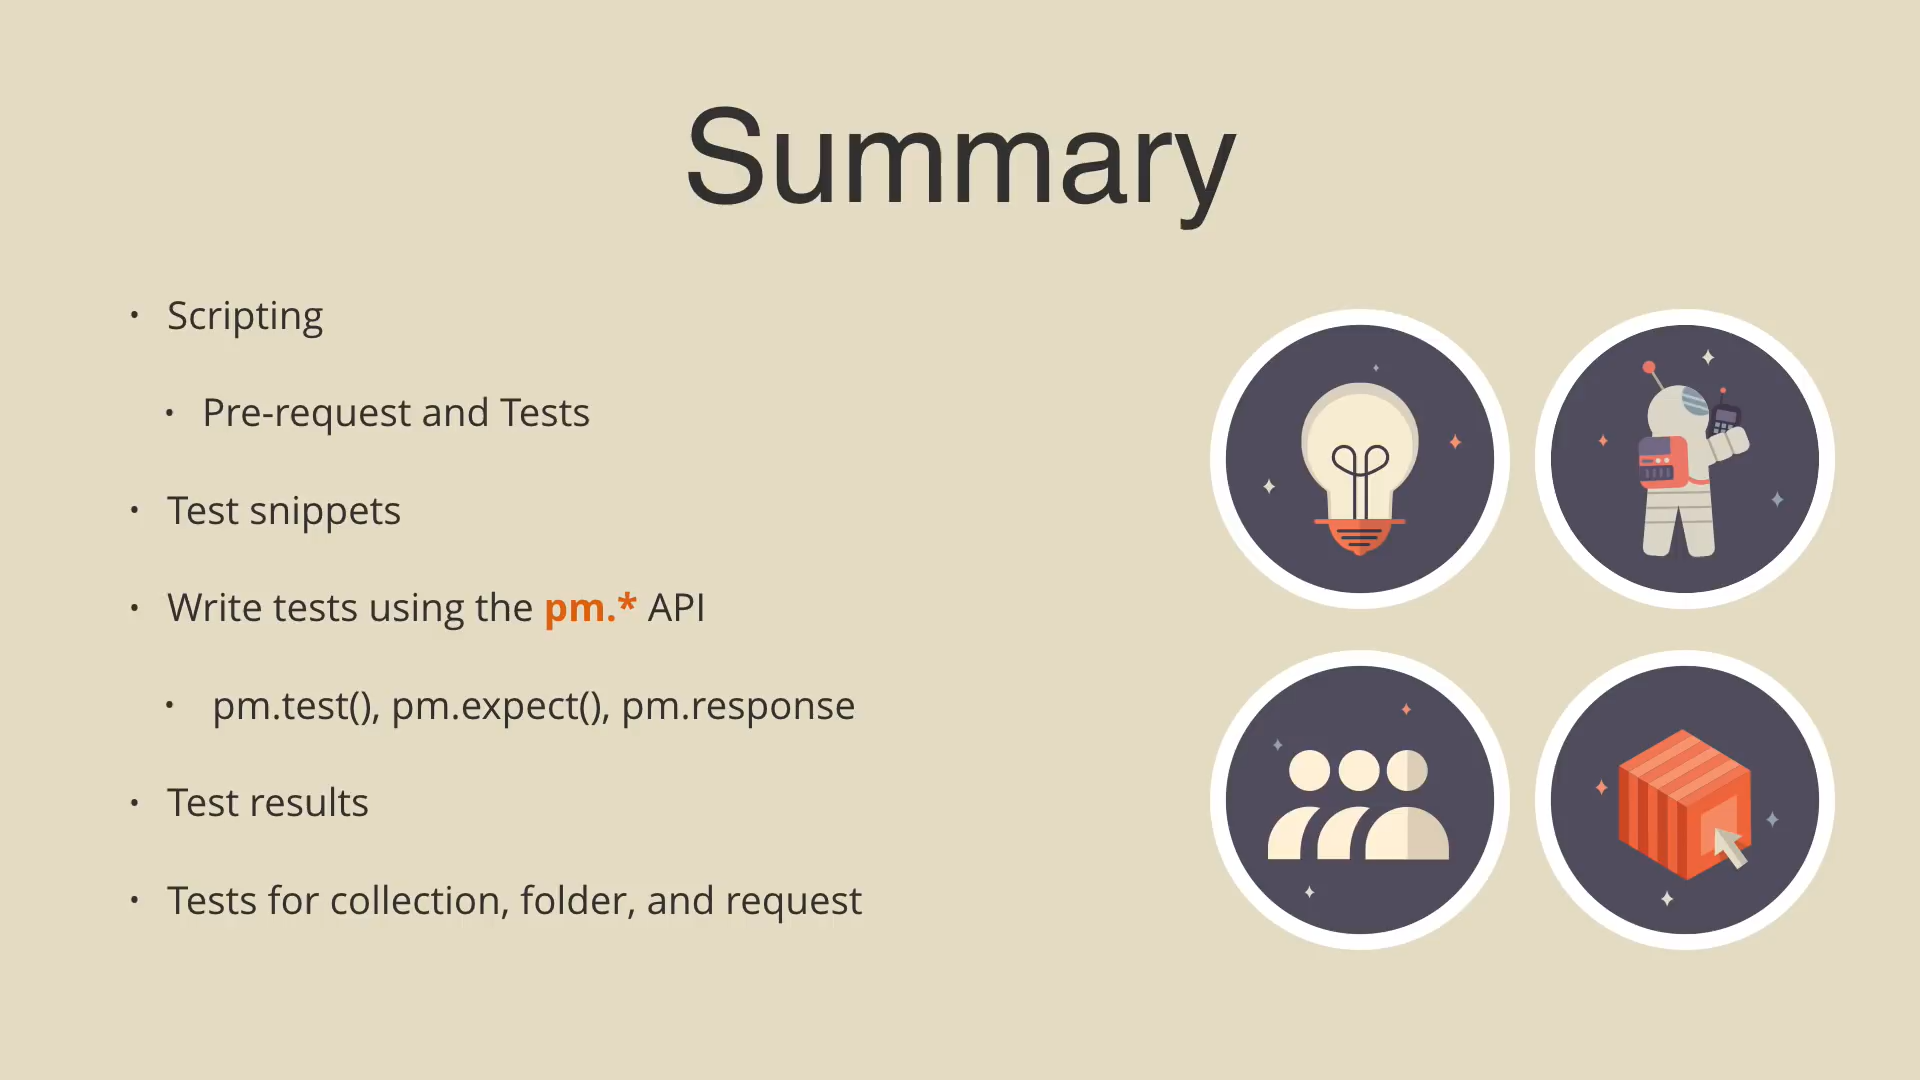 Summary
• Scripting
• Pre-request and Tests
• Test snippets
• Write tests using the pm.* API
• pm.test(), pm.expect(), pm.response
• Test results
• Tests for collection, folder, and request